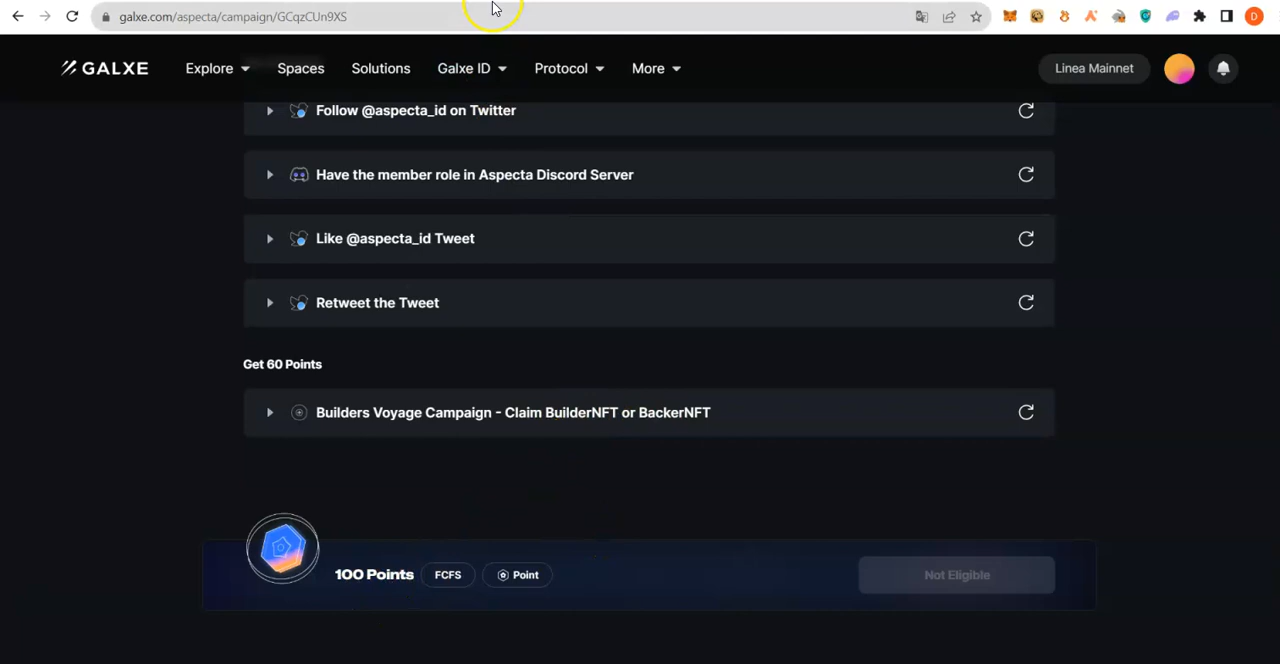 galxe.com/aspecta/campaign/GCqzCUn9XS
D
GALXE Explore Spaces Solutions Galxe ID Protocol More Linea Mainnet
Follow @aspecta_id on Twitter
Have the member role in Aspecta Discord Server
Like @aspecta_id Tweet
Retweet the Tweet
Get 60 Points
Builders Voyage Campaign - Claim BuilderNFT or BackerNFT
100 Points FCFS Point Not Eligible